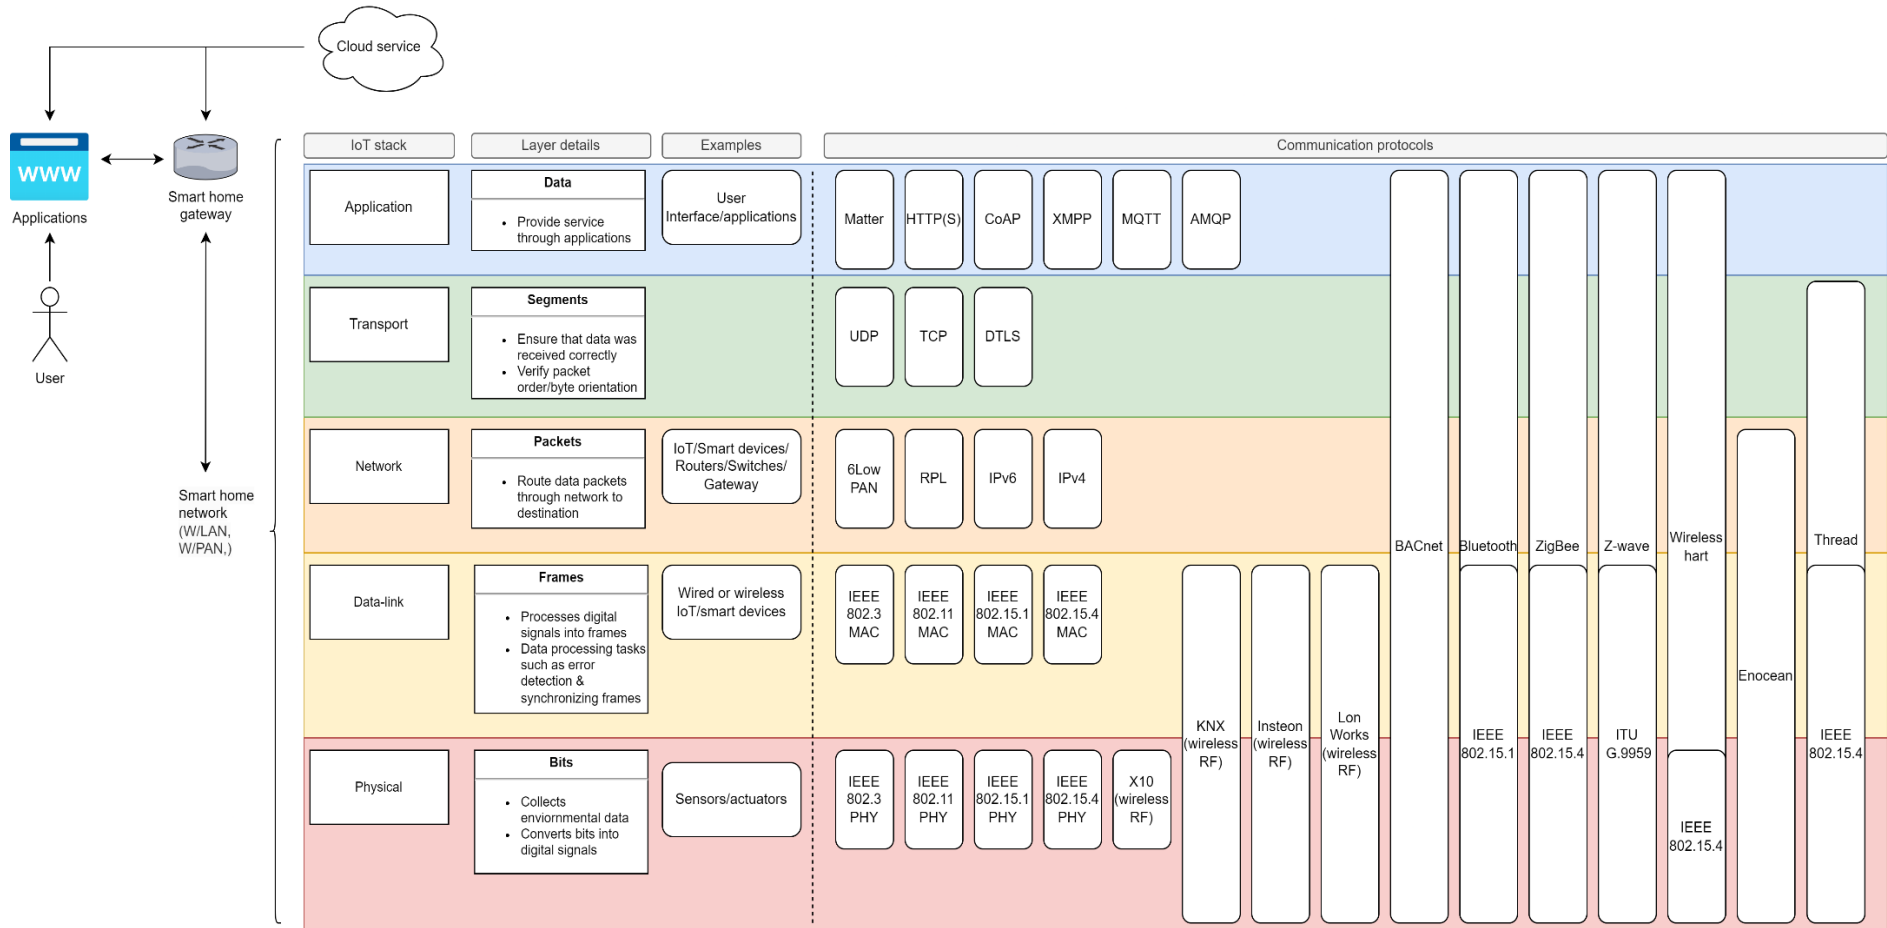 Cloud service
WWW
Applications
Smart home
gateway
User
Smart home
network
(W/LAN,
W/PAN,)
IoT stack
Layer details
Examples
Communication protocols
Application
Data
Provide service
through applications
User
Interface/applications
Matter
HTTP(S)
CoAP
XMPP
MQTT
AMQP
Transport
Segments
Ensure that data was
received correctly
Verify packet
order/byte orientation
UDP
TCP
DTLS
Network
Packets
Route data packets
through network to
destination
IoT/Smart devices/
Routers/Switches/
Gateway
6Low
PAN
RPL
IPv6
IPv4
Data-link
Frames
Processes digital
signals into frames
Data processing tasks
such as error
detection &
synchronizing frames
Wired or wireless
IoT/smart devices
IEEE
802.3
MAC
IEEE
802.11
MAC
IEEE
802.15.1
MAC
IEEE
802.15.4
MAC
Physical
Bits
Collects
enviornmental data
Converts bits into
digital signals
Sensors/actuators
IEEE
802.3
PHY
IEEE
802.11
PHY
IEEE
802.15.1
PHY
IEEE
802.15.4
PHY
X10
(wireless
RF)
KNX
(wireless
RF)
Insteon
(wireless
RF)
Lon
Works
(wireless
RF)
BACnet
Bluetooth
IEEE
802.15.1
ZigBee
IEEE
802.15.4
Z-wave
ITU
G.9959
Wireless
hart
IEEE
802.15.4
Enocean
Thread
IEEE
802.15.4